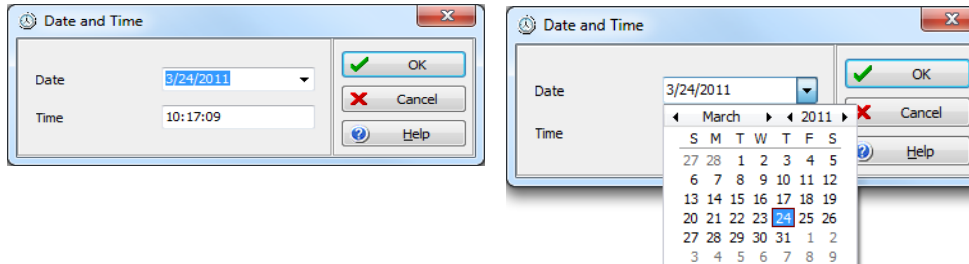 Date and Time
Date 3/24/2011
Time 10:17:09
OK
Cancel
Help
Date and Time
Date 3/24/2011
Time
OK
Cancel
Help
March 2011
S M T W T F S
27 28 1 2 3 4 5
6 7 8 9 10 11 12
13 14 15 16 17 18 19
20 21 22 23 24 25 26
27 28 29 30 31 1 2
3 4 5 6 7 8 9